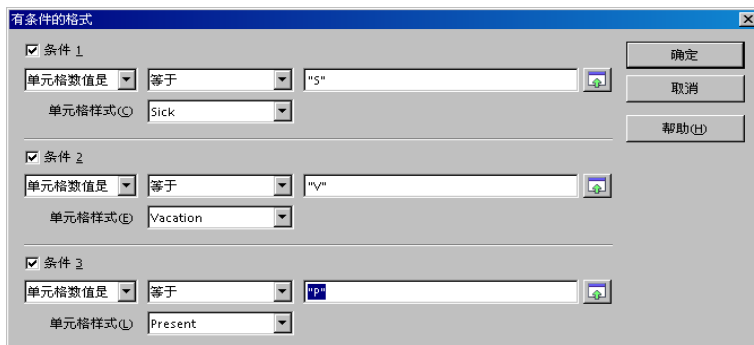 有条件的格式
条件 1
确定
单元格数值是 等于 "S"
取消
单元格样式(C) Sick
帮助(H)
条件 2
单元格数值是 等于 "V"
单元格样式(E) Vacation
条件 3
单元格数值是 等于 "P"
单元格样式(L) Present